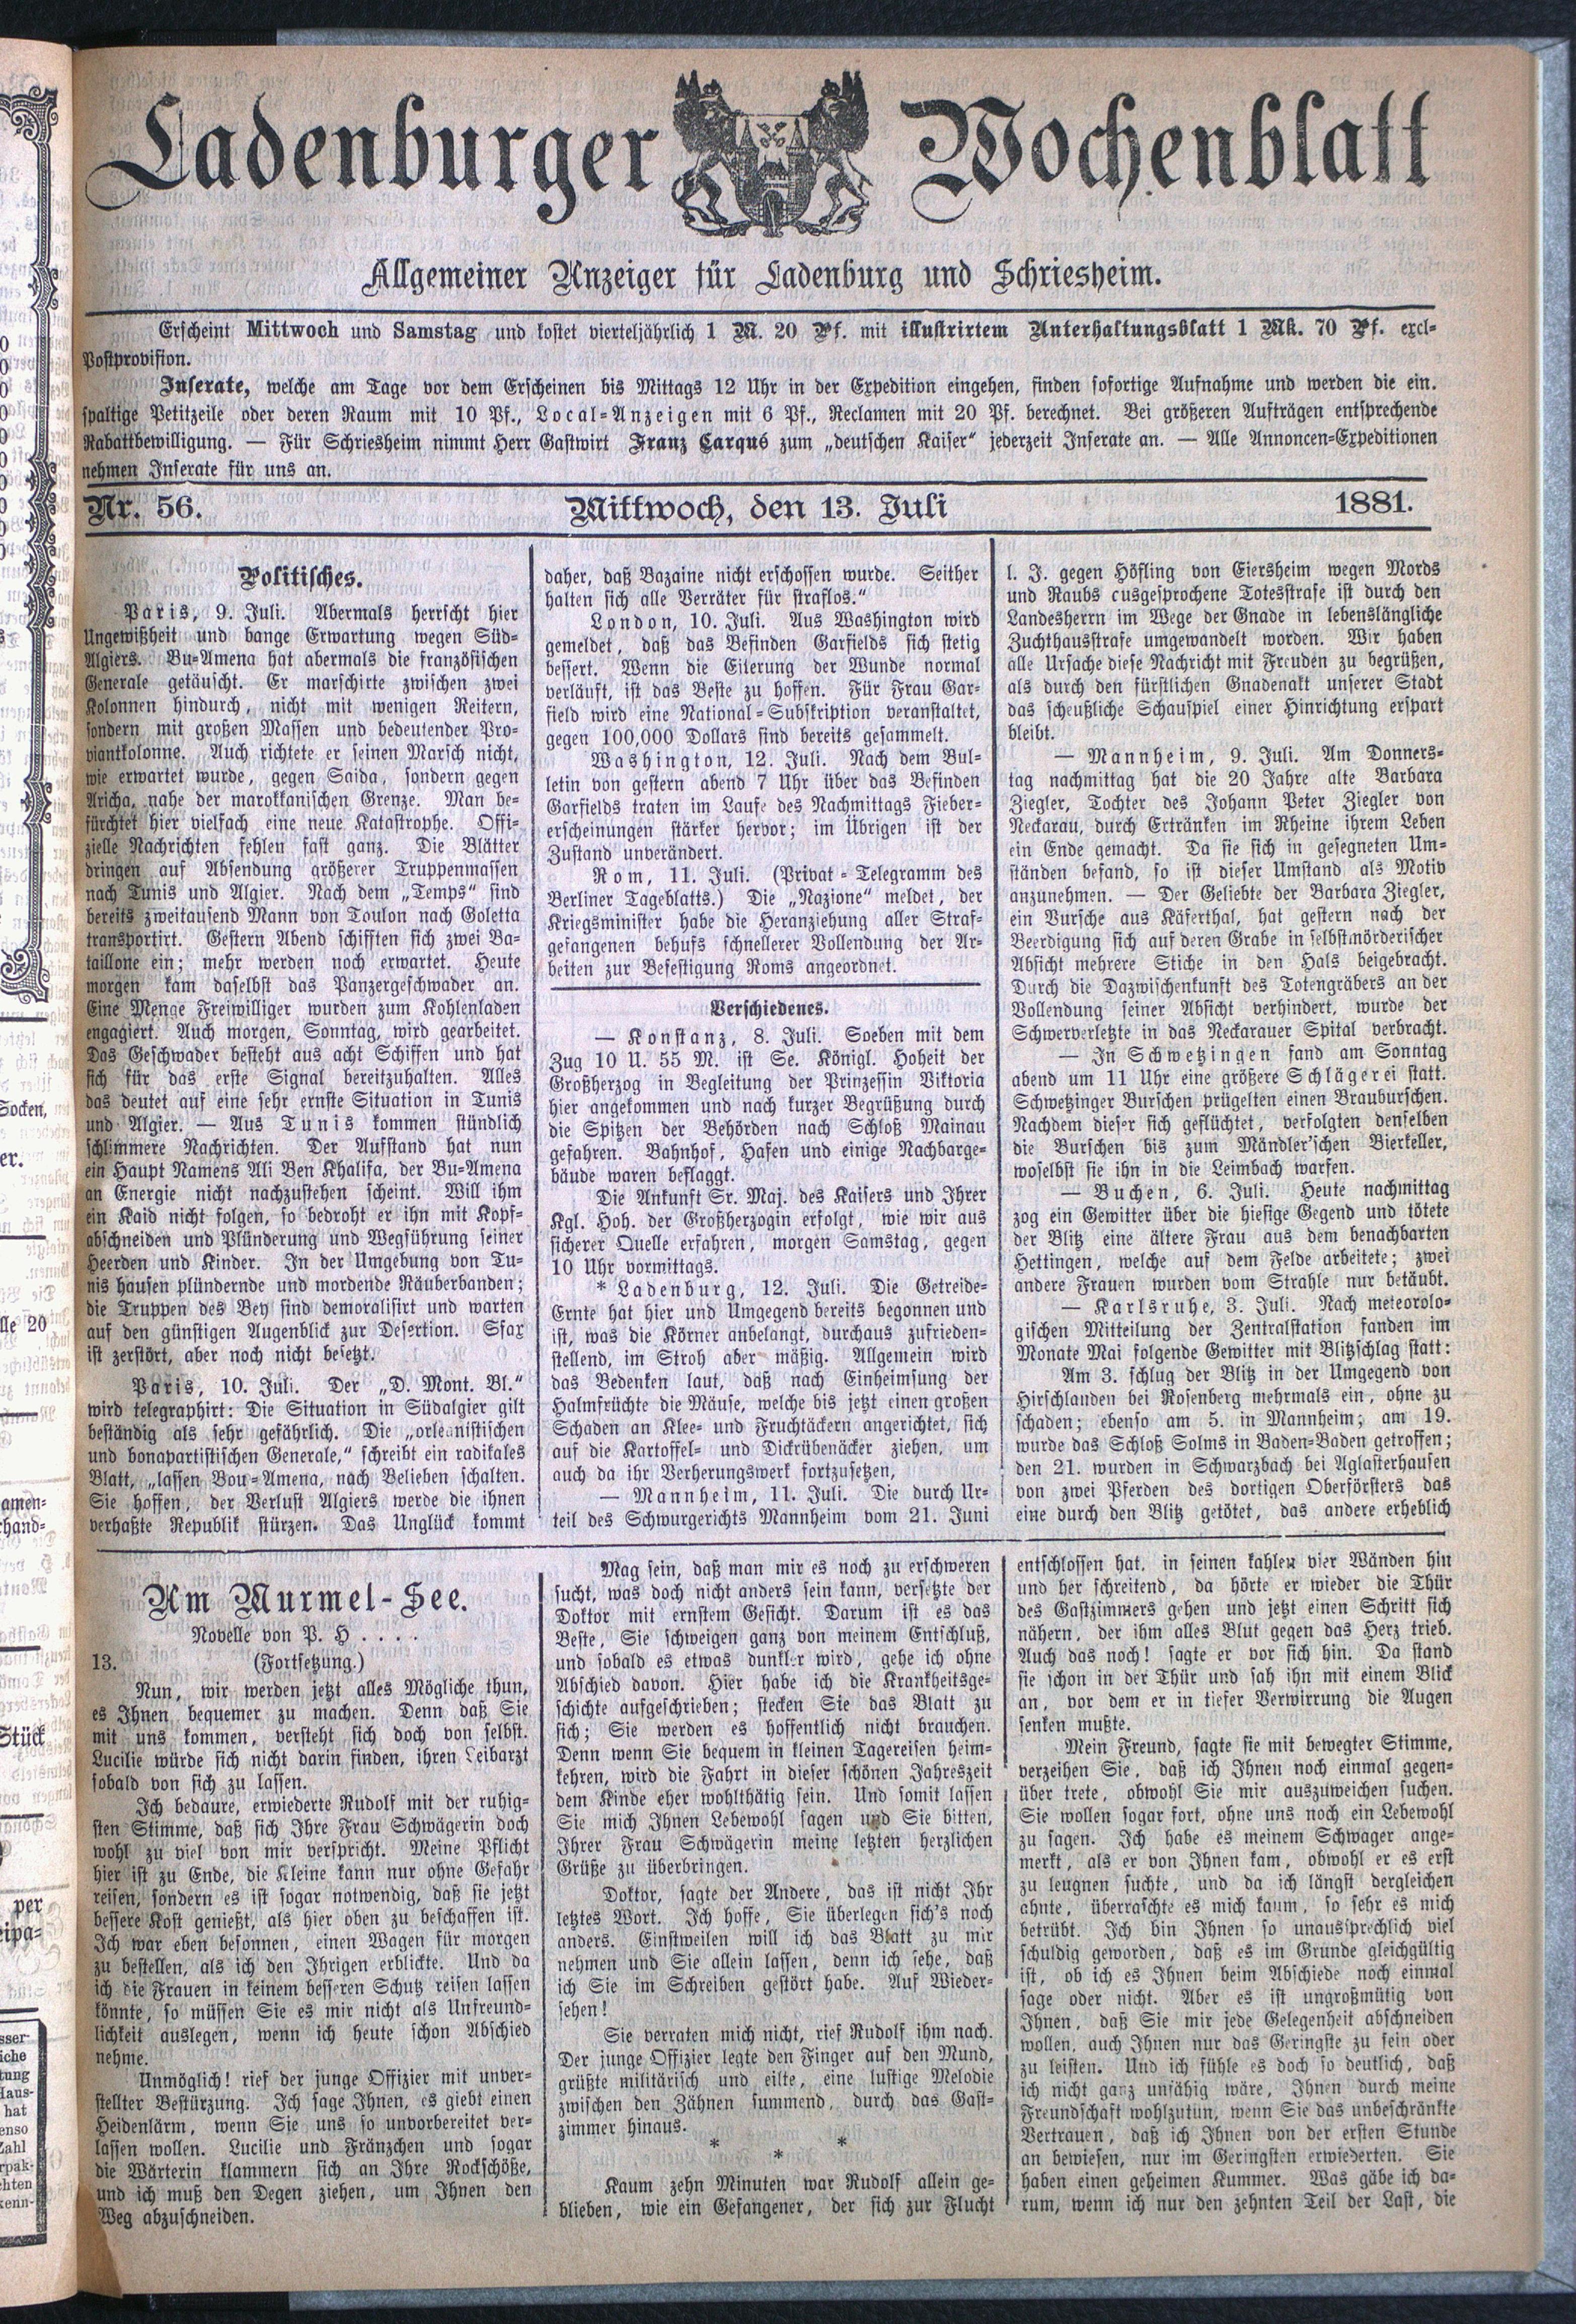 Ladenburger Wochenblatt
Allgemeiner Anzeiger für Ladenburg und Schriesheim.
Erscheint Mittwoch und Samstag und kostet vierteljährlich 1 M. 20 Pf. mit illustrirtem Unterhaltungsblatt 1 Mk. 70 Pf. excl-
Postprovision.
Inserate, welche am Tage vor dem Erscheinen bis Mittags 12 Uhr in der Expedition eingehen, finden sofortige Aufnahme und werden die ein.
spaltige Petitzeile oder deren Raum mit 10 Pf., Local-Anzeigen mit 6 Pf., Reclamen mit 20 Pf. berechnet. Bei größeren Aufträgen entsprechende
Rabattbewilligung. — Für Schriesheim nimmt Herr Gastwirt Franz Carqué zum „deutschen Kaiser" jederzeit Inserate an. — Alle Annoncen-Expeditionen
nehmen Inserate für uns an.
Nr. 56. Mittwoch, den 13. Juli 1881.
Politisches.
Paris, 9. Juli. Abermals herrscht hier
Ungewißheit und bange Erwartung wegen Süd-
Algiers. Bu-Amena hat abermals die französischen
Generale getäuscht. Er marschirte zwischen zwei
Kolonnen hindurch, nicht mit wenigen Reitern,
sondern mit großen Massen und bedeutender Pro-
viantkolonne. Auch richtete er seinen Marsch nicht,
wie erwartet wurde, gegen Saida, sondern gegen
Aricha, nahe der marokkanischen Grenze. Man be-
fürchtet hier vielfach eine neue Katastrophe. Offi-
zielle Nachrichten fehlen fast ganz. Die Blätter
dringen auf Absendung größerer Truppenmassen
nach Tunis und Algier. Nach dem „Temps" sind
bereits zweitausend Mann von Toulon nach Goletta
transportirt. Gestern Abend schifften sich zwei Ba-
taillone ein; mehr werden noch erwartet. Heute
morgen kam daselbst das Panzergeschwader an.
Eine Menge Freiwilliger wurden zum Kohlenladen
engagiert. Auch morgen, Sonntag, wird gearbeitet.
Das Geschwader besteht aus acht Schiffen und hat
sich für das erste Signal bereitzuhalten. Alles
das deutet auf eine sehr ernste Situation in Tunis
und Algier. — Aus Tunis kommen stündlich
schlimmere Nachrichten. Der Aufstand hat nun
ein Haupt Namens Ali Ben Khalifa, der Bu-Amena
an Energie nicht nachzustehen scheint. Will ihm
ein Kaid nicht folgen, so bedroht er ihn mit Kopf-
abschneiden und Plünderung und Wegführung seiner
Heerden und Kinder. In der Umgebung von Tu-
nis hausen plündernde und mordende Räuberbanden;
die Truppen des Bey sind demoralisirt und warten
auf den günstigen Augenblick zur Desertion. Sfax
ist zerstört, aber noch nicht besetzt.
Paris, 10. Juli. Der „D. Mont. Bl."
wird telegraphirt: Die Situation in Südalgier gilt
beständig als sehr gefährlich. Die „orleanistischen
und bonapartistischen Generale," schreibt ein radikales
Blatt, „lassen Bou-Amena, nach Belieben schalten.
Sie hoffen, der Verlust Algiers werde die ihnen
verhaßte Republik stürzen. Das Unglück kommt
daher, daß Bazaine nicht erschossen wurde. Seither
halten sich alle Verräter für straflos."
London, 10. Juli. Aus Washington wird
gemeldet, daß das Befinden Garfields sich stetig
bessert. Wenn die Eiterung der Wunde normal
verläuft, ist das Beste zu hoffen. Für Frau Gar-
field wird eine National-Subskription veranstaltet,
gegen 100,000 Dollars sind bereits gesammelt.
Washington, 12. Juli. Nach dem Bul-
letin von gestern abend 7 Uhr über das Befinden
Garfields traten im Laufe des Nachmittags Fieber-
erscheinungen stärker hervor; im Übrigen ist der
Zustand unverändert.
Rom, 11. Juli. (Privat-Telegramm des
Berliner Tageblatts.) Die „Nazione" meldet, der
Kriegsminister habe die Heranziehung aller Straf-
gefangenen behufs schnellerer Vollendung der Ar-
beiten zur Befestigung Roms angeordnet.
Verschiedenes.
— Konstanz, 8. Juli. Soeben mit dem
Zug 10 U. 55 M. ist Se. Königl. Hoheit der
Großherzog in Begleitung der Prinzessin Viktoria
hier angekommen und nach kurzer Begrüßung durch
die Spitzen der Behörden nach Schloß Mainau
gefahren. Bahnhof, Hafen und einige Nachbarge-
bäude waren beflaggt.
Die Ankunft Sr. Maj. des Kaisers und Ihrer
Kgl. Hoh. der Großherzogin erfolgt, wie wir aus
sicherer Quelle erfahren, morgen Samstag, gegen
10 Uhr vormittags.
* Ladenburg, 12. Juli. Die Getreide-
Ernte hat hier und Umgegend bereits begonnen und
ist, was die Körner anbelangt, durchaus zufrieden-
stellend, im Stroh aber mäßig. Allgemein wird
das Bedenken laut, daß nach Einheimsung der
Halmfrüchte die Mäuse, welche bis jetzt einen großen
Schaden an Klee- und Fruchtäckern angerichtet, sich
auf die Kartoffel- und Dickrübenäcker ziehen, um
auch da ihr Verherungswerk fortzusetzen,
— Mannheim, 11. Juli. Die durch Ur-
teil des Schwurgerichts Mannheim vom 21. Juni
l. J. gegen Höfling von Eiersheim wegen Mords
und Raubs cusgesprochene Totesstrafe ist durch den
Landesherrn im Wege der Gnade in lebenslängliche
Zuchthausstrafe umgewandelt worden. Wir haben
alle Ursache diese Nachricht mit Freuden zu begrüßen,
als durch den fürstlichen Gnadenakt unserer Stadt
das scheußliche Schauspiel einer Hinrichtung erspart
bleibt.
— Mannheim, 9. Juli. Am Donners-
tag nachmittag hat die 20 Jahre alte Barbara
Ziegler, Tochter des Johann Peter Ziegler von
Neckarau, durch Ertränken im Rheine ihrem Leben
ein Ende gemacht. Da sie sich in gesegneten Um-
ständen befand, so ist dieser Umstand als Motiv
anzunehmen. — Der Geliebte der Barbara Ziegler,
ein Bursche aus Käferthal, hat gestern nach der
Beerdigung sich auf deren Grabe in selbstmörderischer
Absicht mehrere Stiche in den Hals beigebracht.
Durch die Dazwischenkunft des Totengräbers an der
Vollendung seiner Absicht verhindert, wurde der
Schwerverletzte in das Neckarauer Spital verbracht.
— In Schwetzingen fand am Sonntag
abend um 11 Uhr eine größere Schlägerei statt.
Schwetzinger Burschen prügelten einen Brauburschen.
Nachdem dieser sich geflüchtet, verfolgten denselben
die Burschen bis zum Mändler'schen Bierkeller,
woselbst sie ihn in die Leimbach warfen.
— Buchen, 6. Juli. Heute nachmittag
zog ein Gewitter über die hiesige Gegend und tötete
der Blitz eine ältere Frau aus dem benachbarten
Hettingen, welche auf dem Felde arbeitete; zwei
andere Frauen wurden vom Strahle nur betäubt.
— Karlsruhe, 3. Juli. Nach meteorolo-
gischen Mitteilung der Zentralstation fanden im
Monate Mai folgende Gewitter mit Blitzschlag statt:
Am 3. schlug der Blitz in der Umgegend von
Hirschlanden bei Rosenberg mehrmals ein, ohne zu
schaden; ebenso am 5. in Mannheim; am 19.
wurde das Schloß Solms in Baden-Baden getroffen;
den 21. wurden in Schwarzbach bei Aglasterhausen
von zwei Pferden des dortigen Oberförsters das
eine durch den Blitz getötet, das andere erheblich
Am Murmel-See.
Novelle von P. H . . . .
13. (Fortsetzung.)
Nun, wir werden jetzt alles Mögliche thun,
es Ihnen bequemer zu machen. Denn daß Sie
mit uns kommen, versteht sich doch von selbst.
Lucilie würde sich nicht darin finden, ihren Leibarzt
sobald von sich zu lassen.
Ich bedaure, erwiederte Rudolf mit der ruhig-
sten Stimme, daß sich Ihre Frau Schwägerin doch
wohl zu viel von mir verspricht. Meine Pflicht
hier ist zu Ende, die Kleine kann nur ohne Gefahr
reisen, sondern es ist sogar notwendig, daß sie jetzt
bessere Kost genießt, als hier oben zu beschaffen ist.
Ich war eben besonnen, einen Wagen für morgen
zu bestellen, als ich den Ihrigen erblickte. Und da
ich die Frauen in keinem besseren Schutz reisen lassen
könnte, so müssen Sie es mir nicht als Unfreund-
lichkeit auslegen, wenn ich heute schon Abschied
nehme.
Unmöglich! rief der junge Offizier mit unver-
stellter Bestürzung. Ich sage Ihnen, es giebt einen
Heidenlärm, wenn Sie uns so unvorbereitet ver-
lassen wollen. Lucilie und Fränzchen und sogar
die Wärterin klammern sich an Ihre Rockschöße,
und ich muß den Degen ziehen, um Ihnen den
Weg abzuschneiden.
Mag sein, daß man mir es noch zu erschweren
sucht, was doch nicht anders sein kann, versetzte der
Doktor mit ernstem Gesicht. Darum ist es das
Beste, Sie schweigen ganz von meinem Entschluß,
und sobald es etwas dunkler wird, gehe ich ohne
Abschied davon. Hier habe ich die Krankheitsge-
schichte aufgeschrieben; stecken Sie das Blatt zu
sich; Sie werden es hoffentlich nicht brauchen.
Denn wenn Sie bequem in kleinen Tagereisen heim-
kehren, wird die Fahrt in dieser schönen Jahreszeit
dem Kinde eher wohlthätig sein. Und somit lassen
Sie mich Ihnen Lebewohl sagen und Sie bitten,
Ihrer Frau Schwägerin meine letzten herzlichen
Grüße zu überbringen.
Doktor, sagte der Andere, das ist nicht Ihr
letztes Wort. Ich hoffe, Sie überlegen sich's noch
anders. Einstweilen will ich das Blatt zu mir
nehmen und Sie allein lassen, denn ich sehe, daß
ich Sie im Schreiben gestört habe. Auf Wieder-
sehen!
Sie verraten mich nicht, rief Rudolf ihm nach.
Der junge Offizier legte den Finger auf den Mund,
grüßte militärisch und eilte, eine lustige Melodie
zwischen den Zähnen summend, durch das Gast-
zimmer hinaus.
* * *
Kaum zehn Minuten war Rudolf allein ge-
blieben, wie ein Gefangener, der sich zur Flucht
entschlossen hat, in seinen kahlen vier Wänden hin
und her schreitend, da hörte er wieder die Thür
des Gastzimmers gehen und jetzt einen Schritt sich
nähern, der ihm alles Blut gegen das Herz trieb.
Auch das noch! sagte er vor sich hin. Da stand
sie schon in der Thür und sah ihn mit einem Blick
an, vor dem er in tiefer Verwirrung die Augen
senken mußte.
Mein Freund, sagte sie mit bewegter Stimme,
verzeihen Sie, daß ich Ihnen noch einmal gegen-
über trete, obwohl Sie mir auszuweichen suchen.
Sie wollen sogar fort, ohne uns noch ein Lebewohl
zu sagen. Ich habe es meinem Schwager ange-
merkt, als er von Ihnen kam, obwohl er es erst
zu leugnen suchte, und da ich längst dergleichen
ahnte, überraschte es mich kaum, so sehr es mich
betrübt. Ich bin Ihnen so unaussprechlich viel
schuldig geworden, daß es im Grunde gleichgültig
ist, ob ich es Ihnen beim Abschiede noch einmal
sage oder nicht. Aber es ist ungroßmütig von
Ihnen, daß Sie mir jede Gelegenheit abschneiden
wollen, auch Ihnen nur das Geringste zu sein oder
zu leisten. Und ich fühle es doch so deutlich, daß
ich nicht ganz unfähig wäre, Ihnen durch meine
Freundschaft wohlzutun, wenn Sie das unbeschränkte
Vertrauen, daß ich Ihnen von der ersten Stunde
an bewiesen, nur im Geringsten erwiederten. Sie
haben einen geheimen Kummer. Was gäbe ich da-
rum, wenn ich nur den zehnten Teil der Last, die